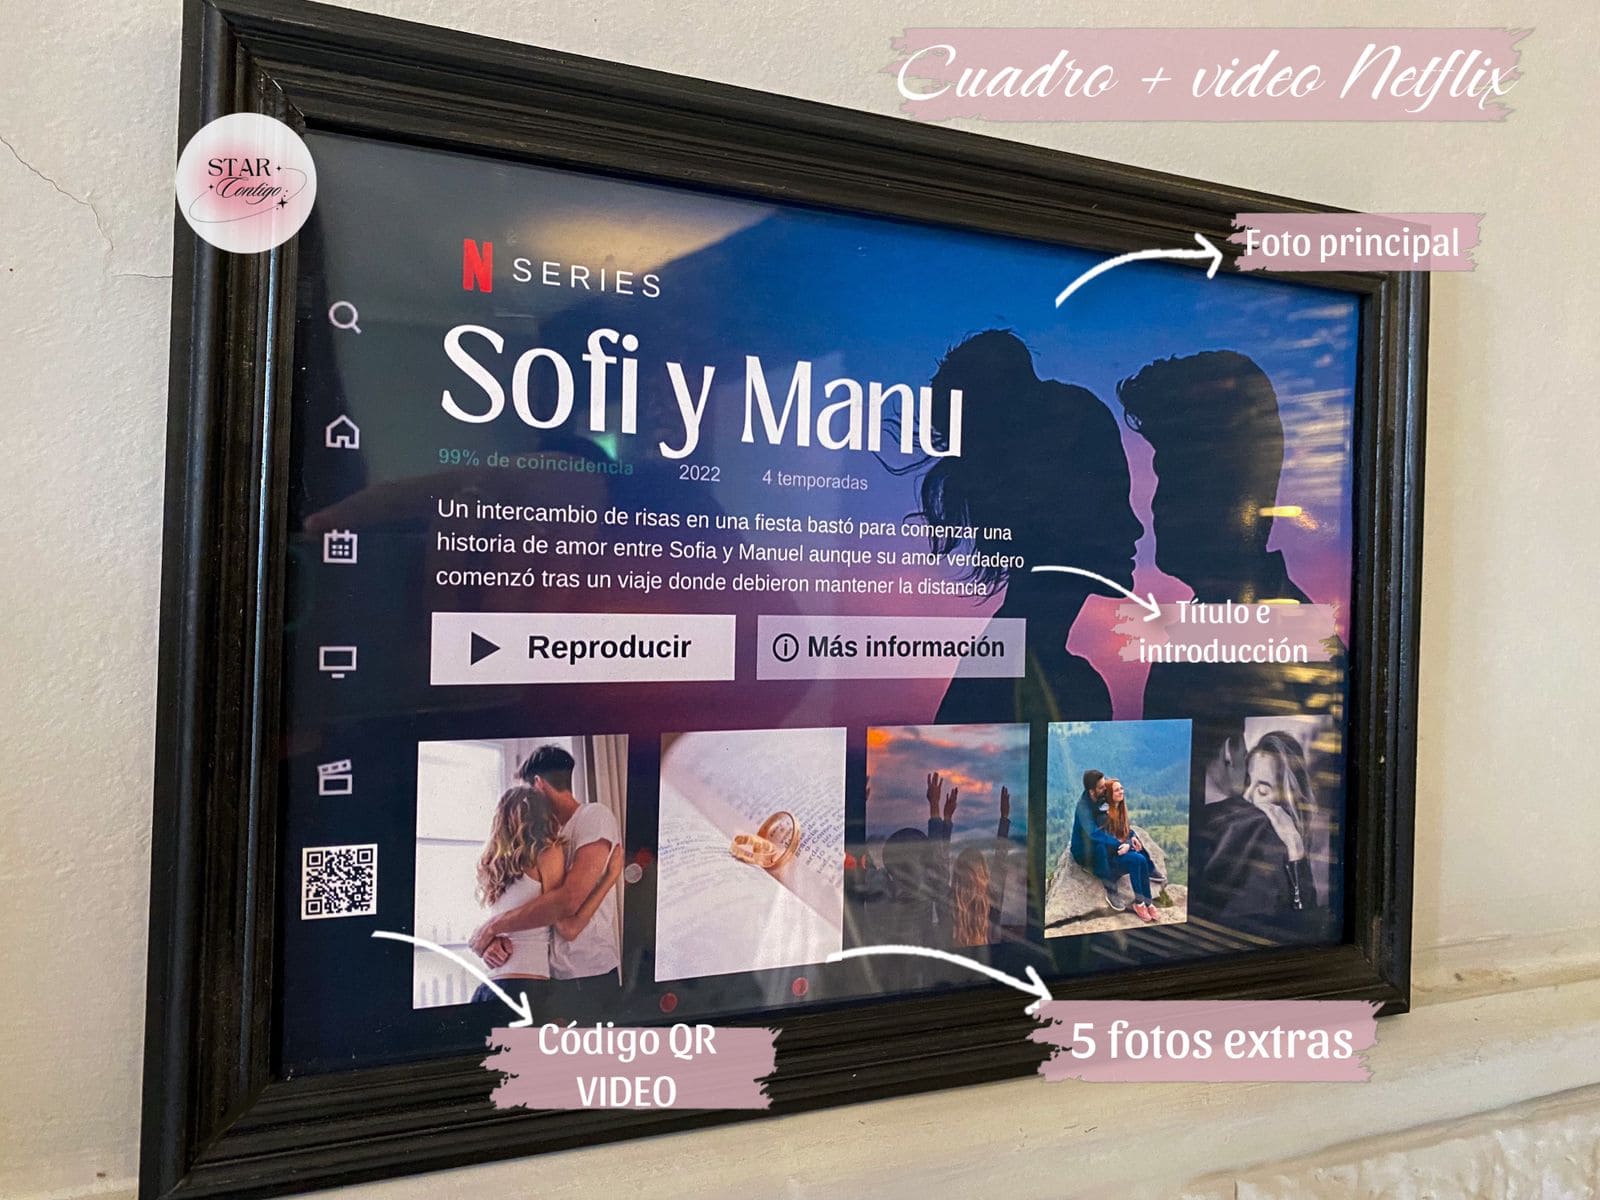 Cuadro + video Netflix
STAR
Contigo
Foto principal
N SERIES
Sofi y Manu
99% de coincidencia 2022 4 temporadas
Un intercambio de risas en una fiesta bastó para comenzar una
historia de amor entre Sofia y Manuel aunque su amor verdadero
comenzó tras un viaje donde debieron mantener la distancia
Título e
introducción
Reproducir
Más información
Código QR
VIDEO
5 fotos extras